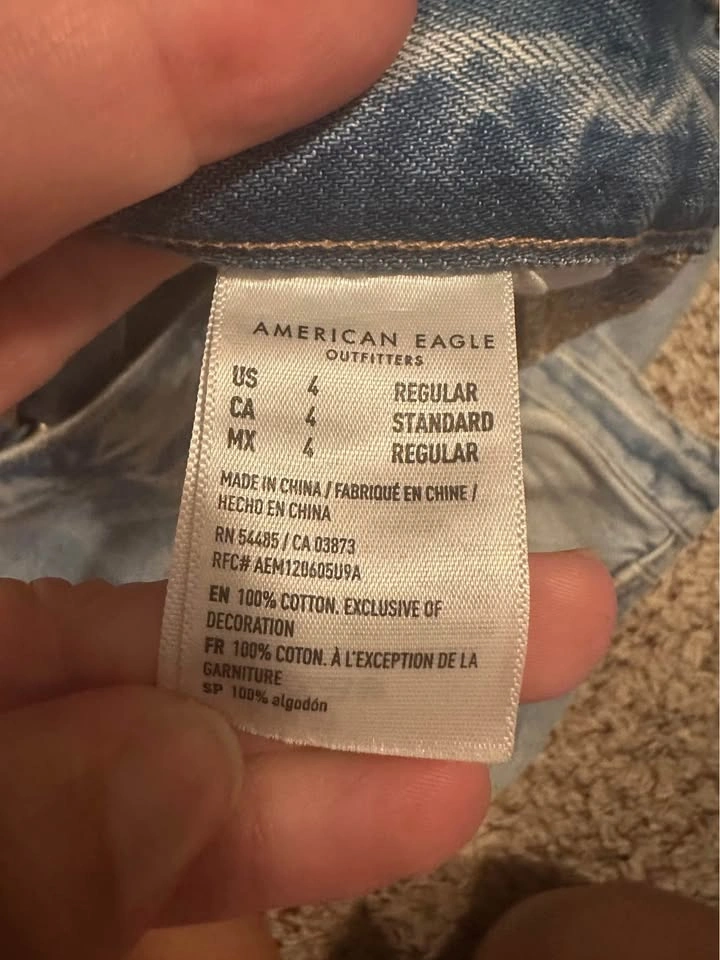 AMERICAN EAGLE
OUTFITTERS
US 4 REGULAR
CA 4 STANDARD
MX 4 REGULAR
MADE IN CHINA / FABRIQUÉ EN CHINE /
HECHO EN CHINA
RN 54485 / CA 03873
RFC# AEM120605U9A
EN 100% COTTON. EXCLUSIVE OF
DECORATION
FR 100% COTON. À L'EXCEPTION DE LA
GARNITURE
SP 100% algodón